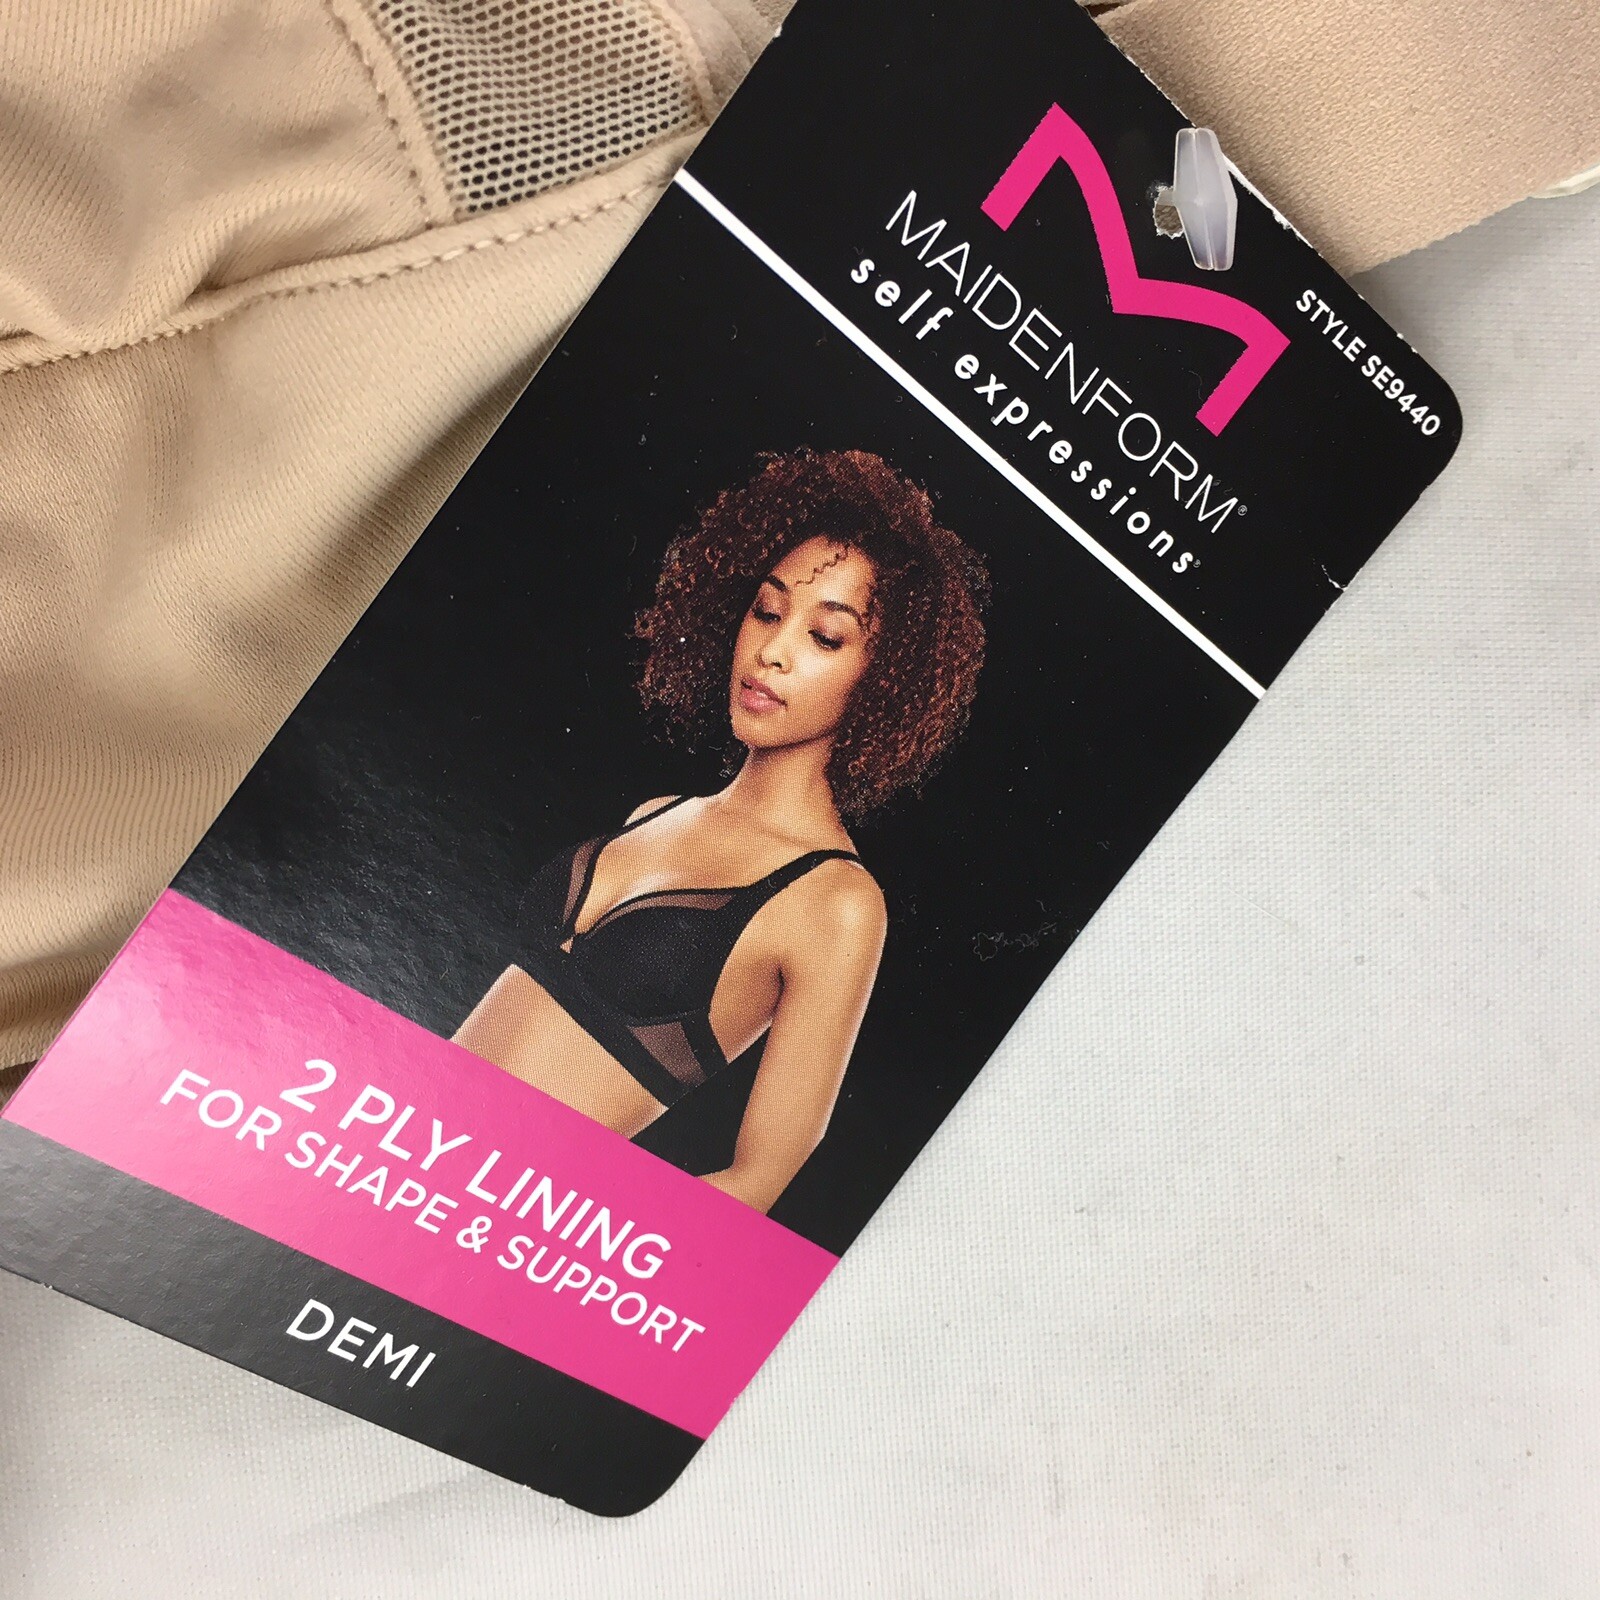 STYLE SE9440
MAIDENFORM®
self expressions®
2 PLY LINING
FOR SHAPE & SUPPORT
DEMI